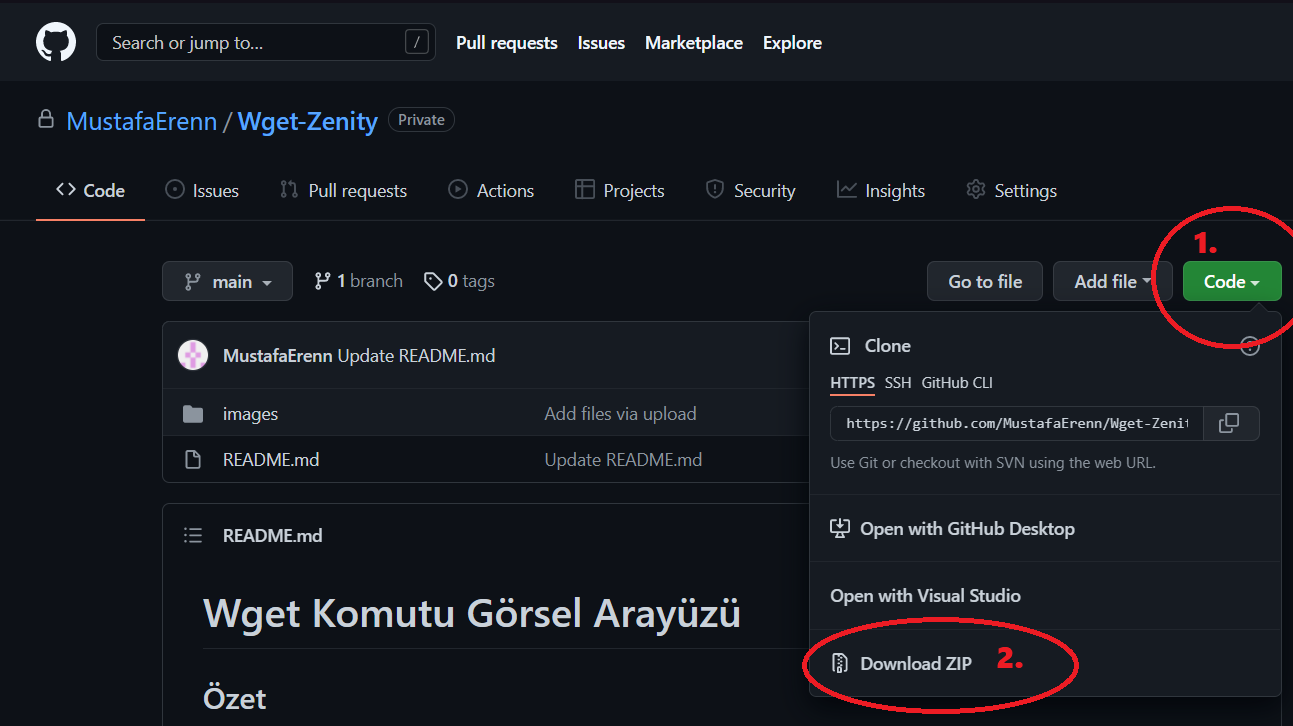 Search or jump to... / Pull requests Issues Marketplace Explore
MustafaErenn / Wget-Zenity Private
Code Issues Pull requests Actions Projects Security Insights Settings
1.
main 1 branch 0 tags Go to file Add file Code
MustafaErenn Update README.md
Clone
HTTPS SSH GitHub CLI
images Add files via upload
https://github.com/MustafaErenn/Wget-Zenit
README.md Update README.md
Use Git or checkout with SVN using the web URL.
README.md
Open with GitHub Desktop
Wget Komutu Görsel Arayüzü
Open with Visual Studio
Download ZIP 2.
Özet